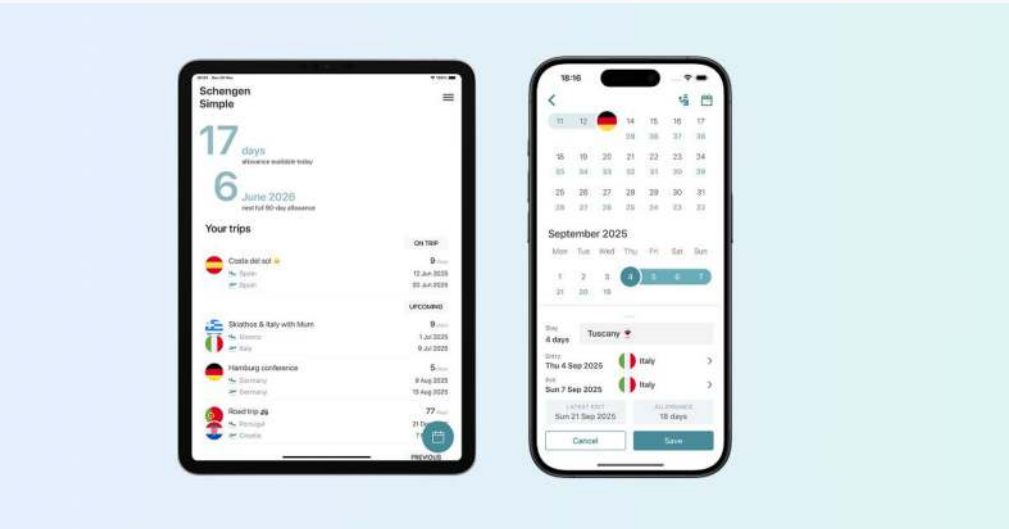 Schengen
Simple
17 days
allowance available today
6 June 2026
next full 90-day allowance
Your trips
ON TRIP
Costa del sol 9
Spain 12 Jun 2025
Spain 20 Jun 2025
UPCOMING
Skiathos & Italy with Mum 9
Greece 1 Jul 2025
Italy 9 Jul 2025
Hamburg conference 5
Germany 9 Aug 2025
Germany 13 Aug 2025
Road trip 77
Portugal 21
Croatia
PREVIOUS
18:16
11 12 14 15 16 17
18 19 20 21 22 23 24
25 26 27 28 29 30 31
September 2025
Mon Tue Wed Thu Fri Sat Sun
1 2 3 4 5 6 7
21 20 19
Stay
4 days
Tuscany
Entry
Thu 4 Sep 2025 Italy
Exit
Sun 7 Sep 2025 Italy
LATEST EXIT
Sun 21 Sep 2025
ALLOWANCE
18 days
Cancel Save